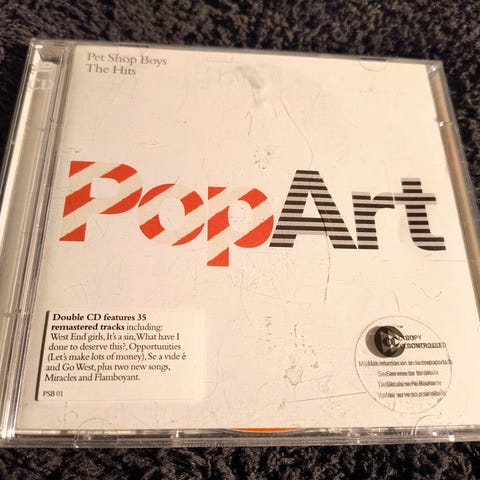 Pet Shop Boys
The Hits
PopArt
Double CD features 35
remastered tracks including:
West End girls, It's a sin, What have I
done to deserve this?, Opportunities
(Let's make lots of money), Se a vide é
and Go West, plus two new songs,
Miracles and Flamboyant.
PSB 01
COPY
CONTROLLED